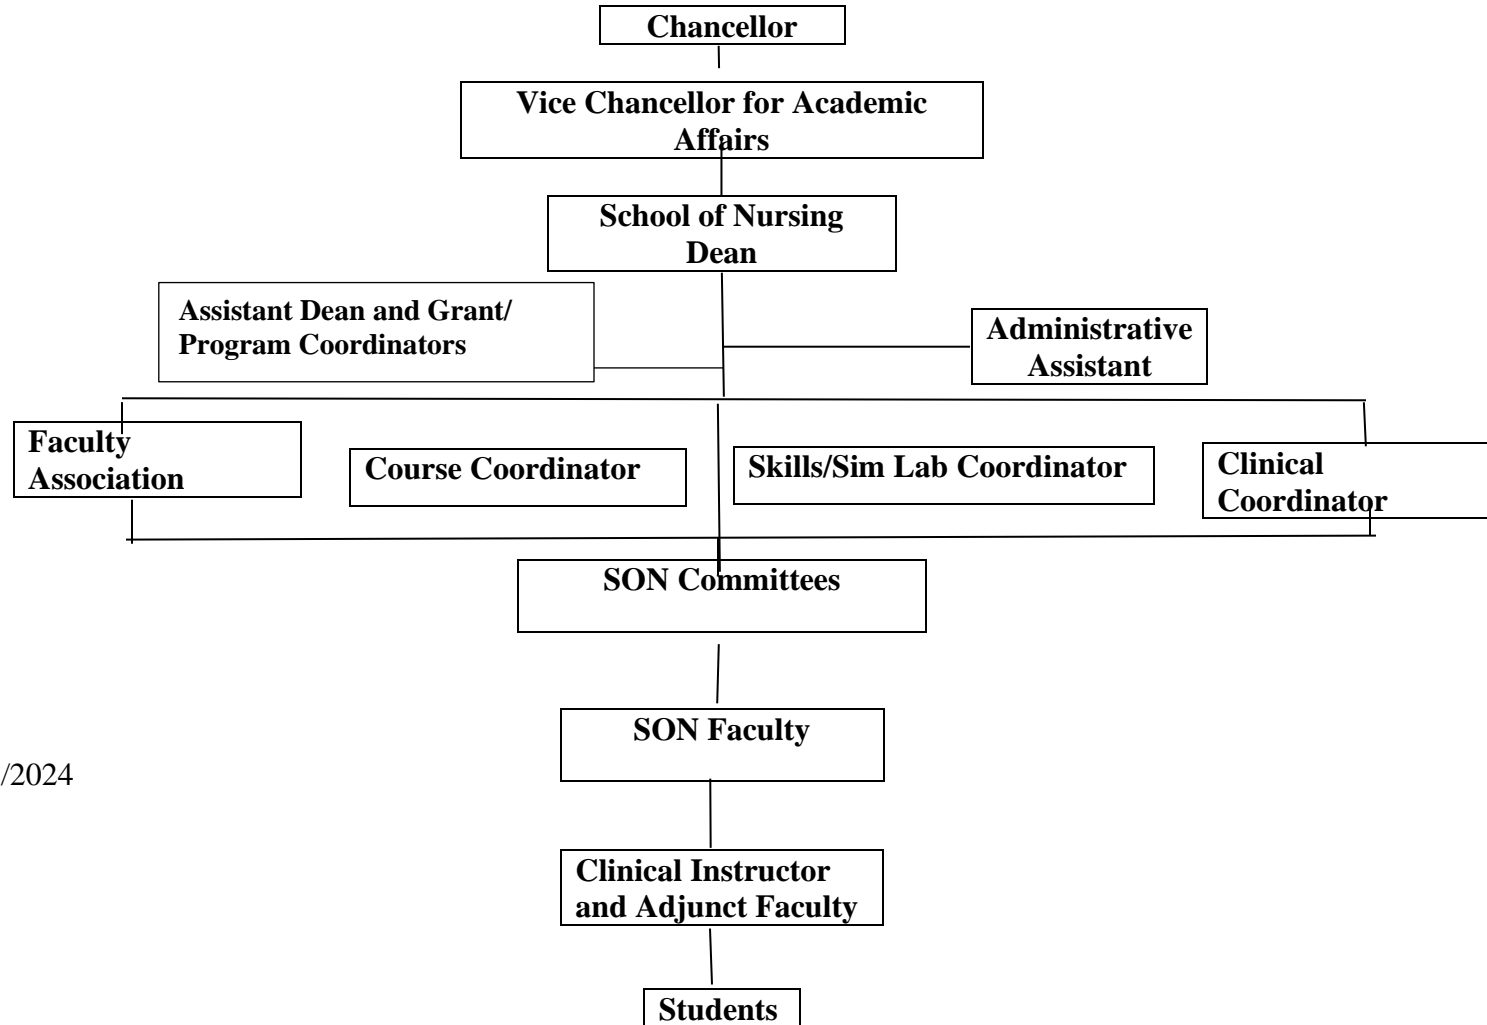 Chancellor
Vice Chancellor for Academic
Affairs
School of Nursing
Dean
Assistant Dean and Grant/
Program Coordinators
Administrative
Assistant
Faculty
Association
Course Coordinator
Skills/Sim Lab Coordinator
Clinical
Coordinator
SON Committees
SON Faculty
/2024
Clinical Instructor
and Adjunct Faculty
Students